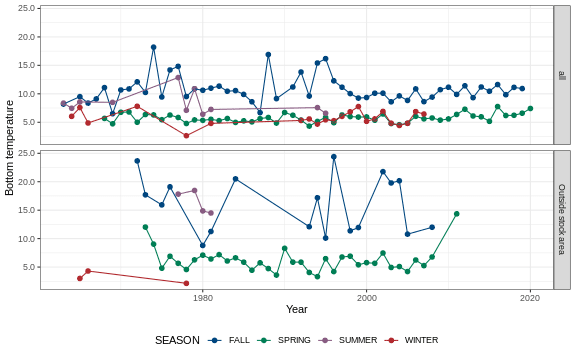 25.0
20.0
15.0
10.0
5.0
all
25.0
20.0
15.0
10.0
5.0
Outside stock area
Bottom temperature
1980
2000
2020
Year
SEASON
FALL
SPRING
SUMMER
WINTER